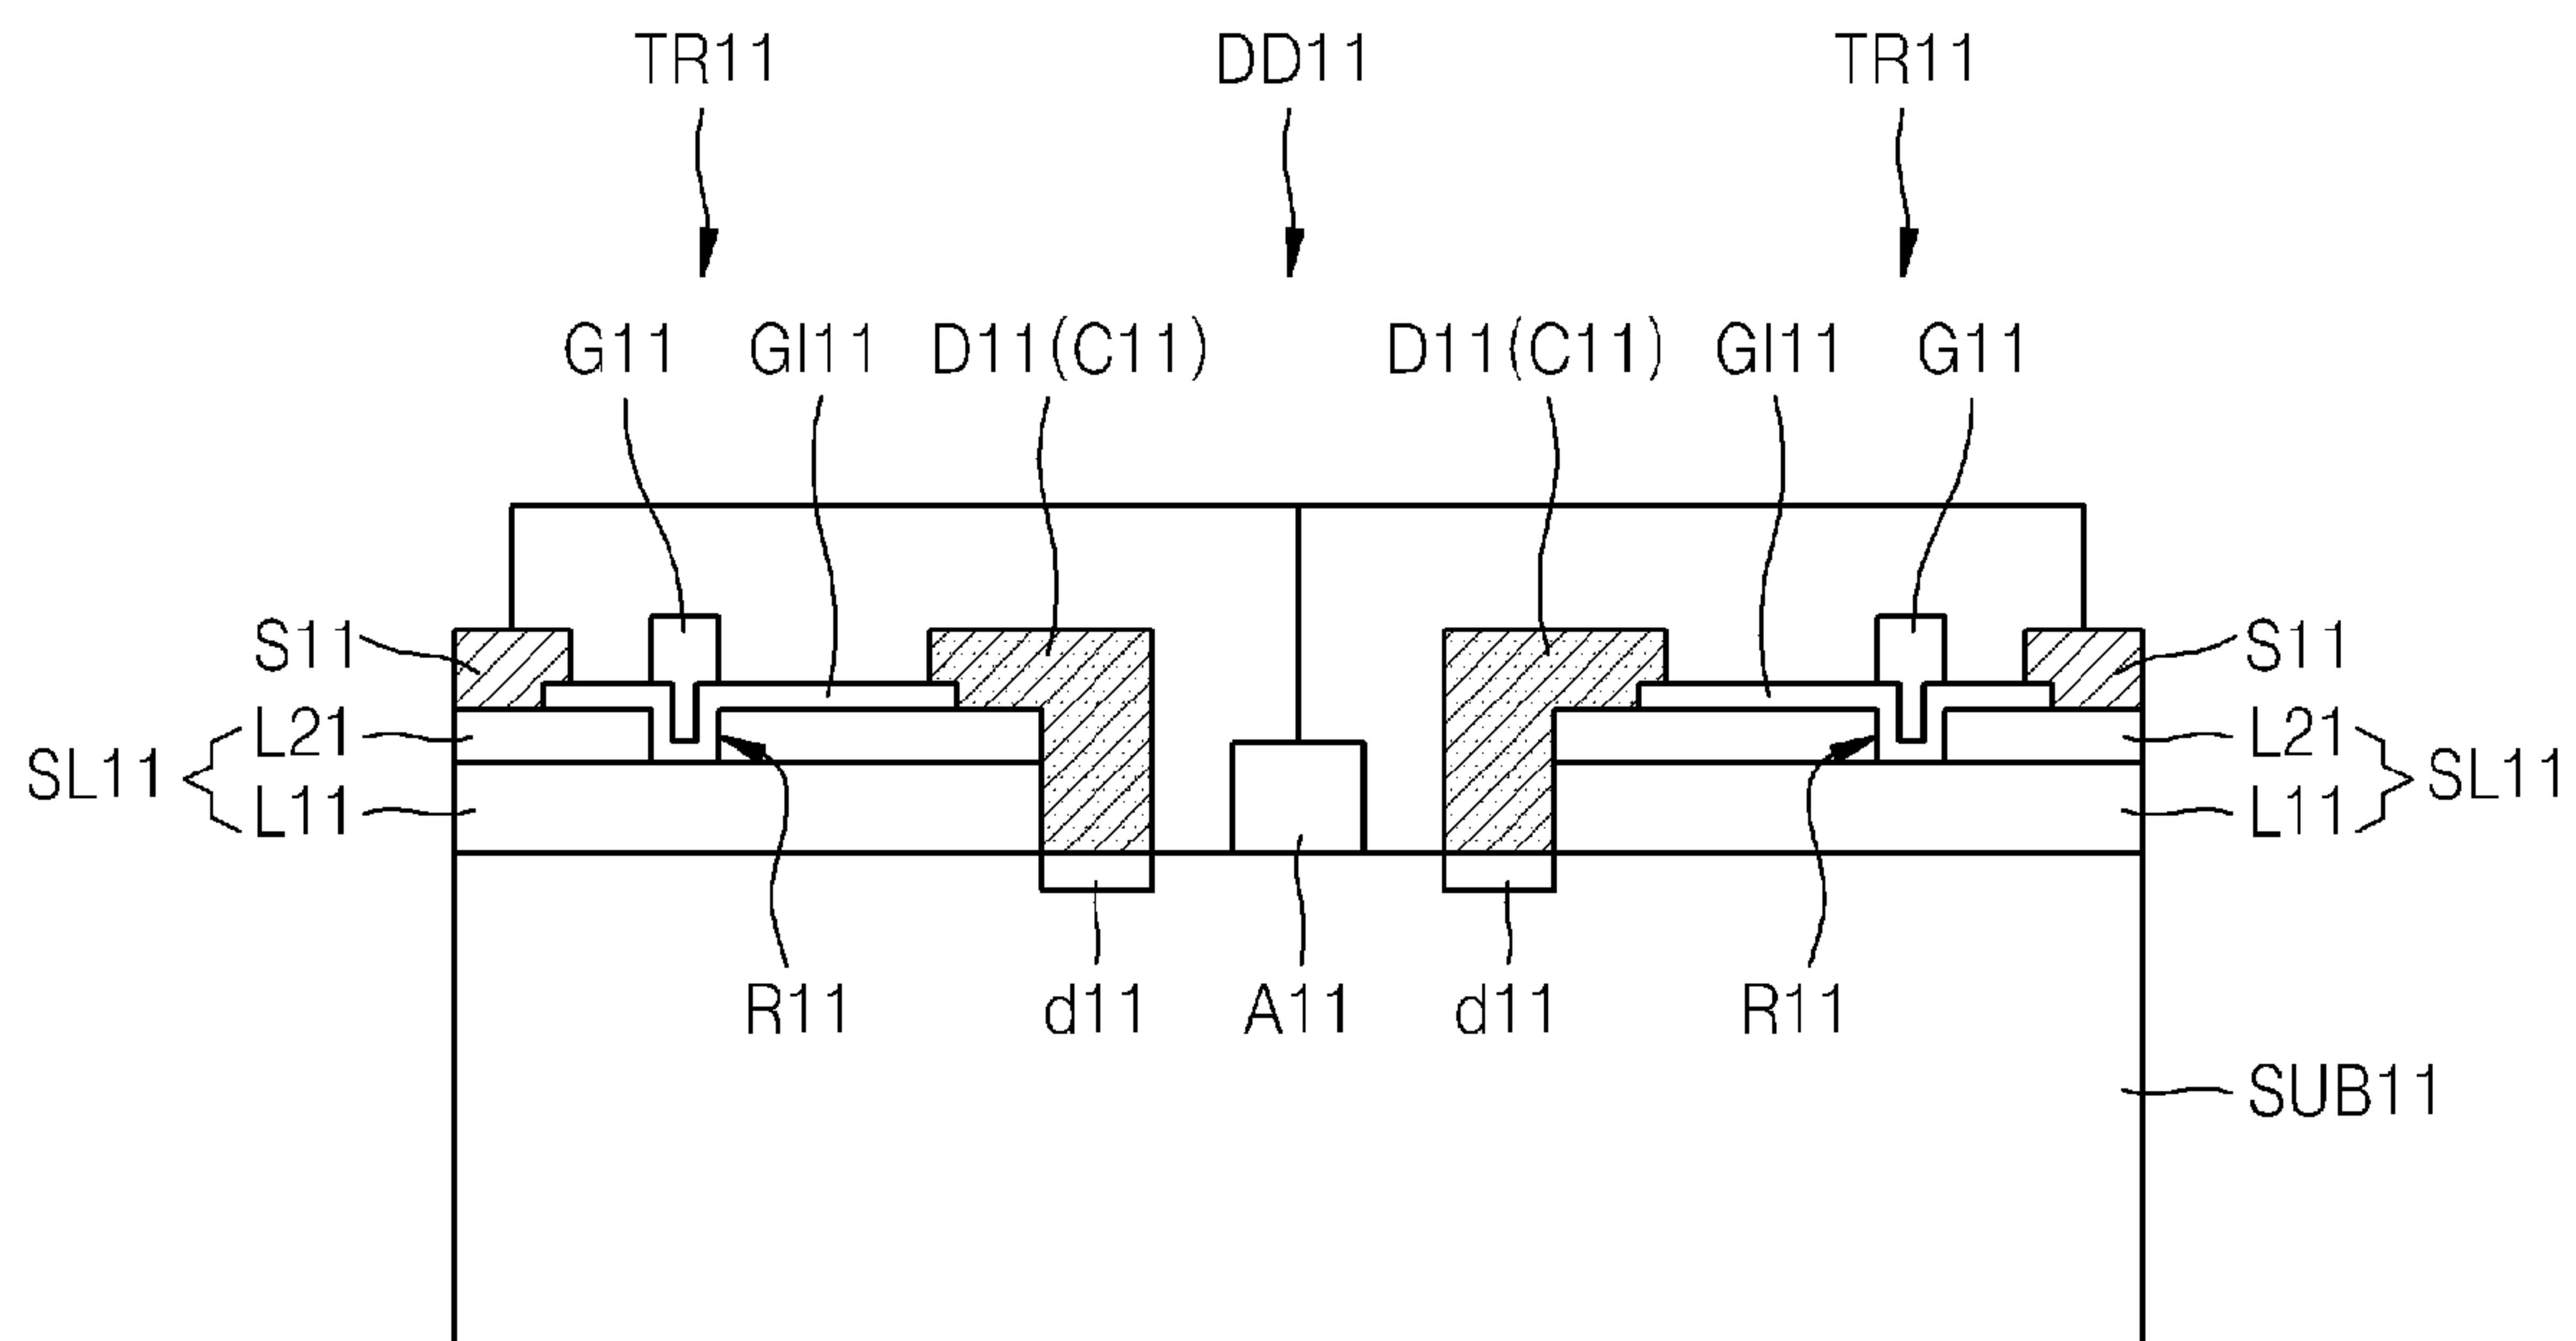 TR11 DD11 TR11
G11 GI11 D11(C11) D11(C11) GI11 G11
S11 S11
L21 L21
SL11 SL11
L11 L11
R11 d11 A11 d11 R11
SUB11